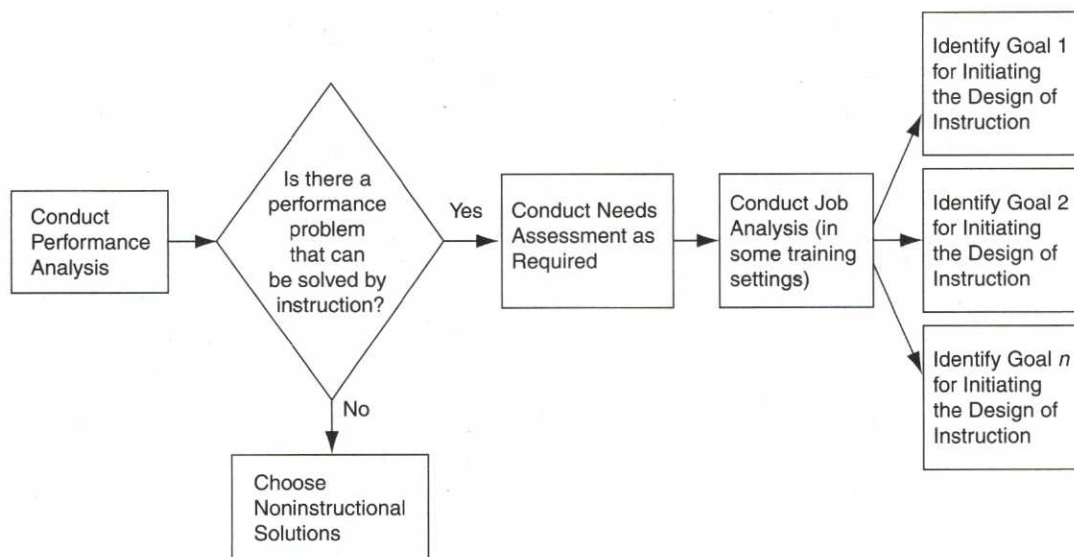 Conduct
Performance
Analysis
Is there a
performance
problem
that can
be solved by
instruction?
Yes
No
Choose
Noninstructional
Solutions
Conduct Needs
Assessment as
Required
Conduct Job
Analysis (in
some training
settings)
Identify Goal 1
for Initiating
the Design of
Instruction
Identify Goal 2
for Initiating
the Design of
Instruction
Identify Goal n
for Initiating
the Design of
Instruction